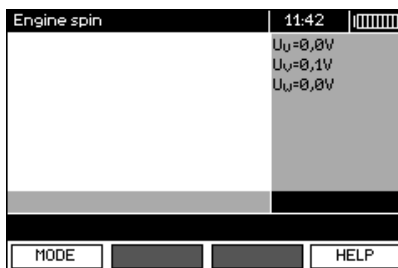 Engine spin 11:42
Uᴜ=0,0V
Uᴠ=0,1V
Uᴡ=0,0V
MODE HELP